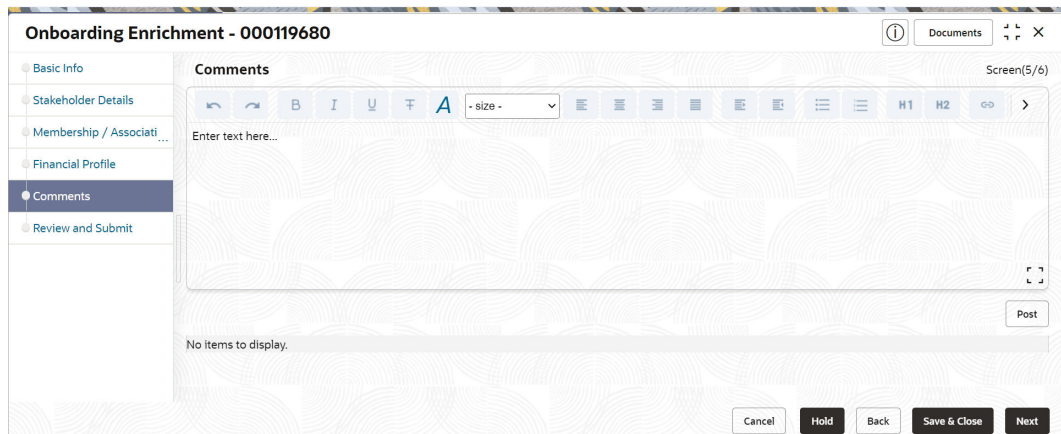 Onboarding Enrichment - 000119680
Documents
Basic Info
Stakeholder Details
Membership / Associati...
Financial Profile
Comments
Review and Submit
Comments
Screen(5/6)
B I U T A - size - H1 H2
Enter text here...
Post
No items to display.
Cancel Hold Back Save & Close Next